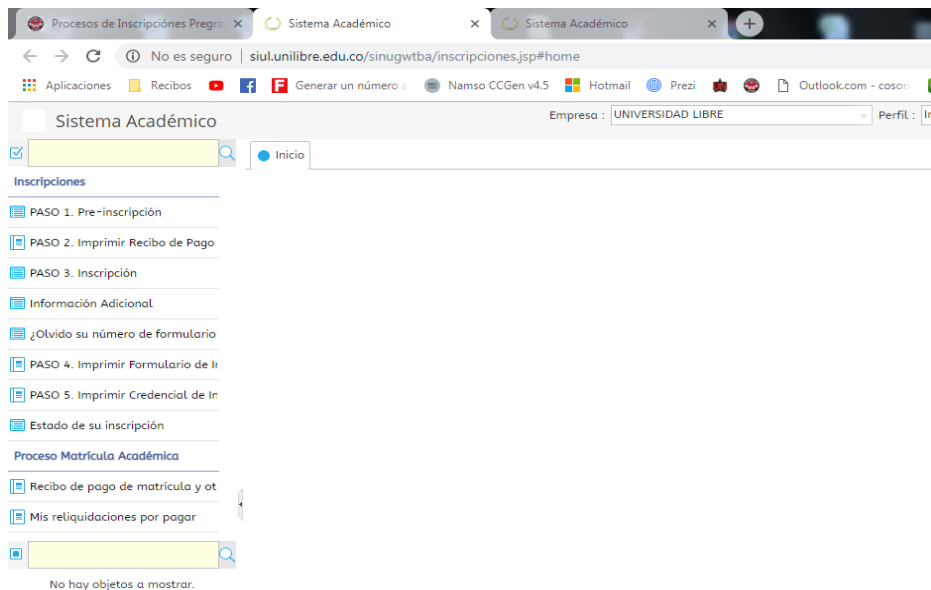 Procesos de Inscripciónes Pregra
Sistema Académico
Sistema Académico
No es seguro | siul.unilibre.edu.co/sinugwtba/inscripciones.jsp#home
Aplicaciones Recibos Generar un número a Namso CCGen v4.5 Hotmail Prezi Outlook.com - cosori
Sistema Académico
Empresa : UNIVERSIDAD LIBRE Perfil : In
Inicio
Inscripciones
PASO 1. Pre-inscripción
PASO 2. Imprimir Recibo de Pago
PASO 3. Inscripción
Información Adicional
¿Olvido su número de formulario
PASO 4. Imprimir Formulario de In
PASO 5. Imprimir Credencial de In
Estado de su inscripción
Proceso Matrícula Académica
Recibo de pago de matrícula y ot
Mis reliquidaciones por pagar
No hay objetos a mostrar.